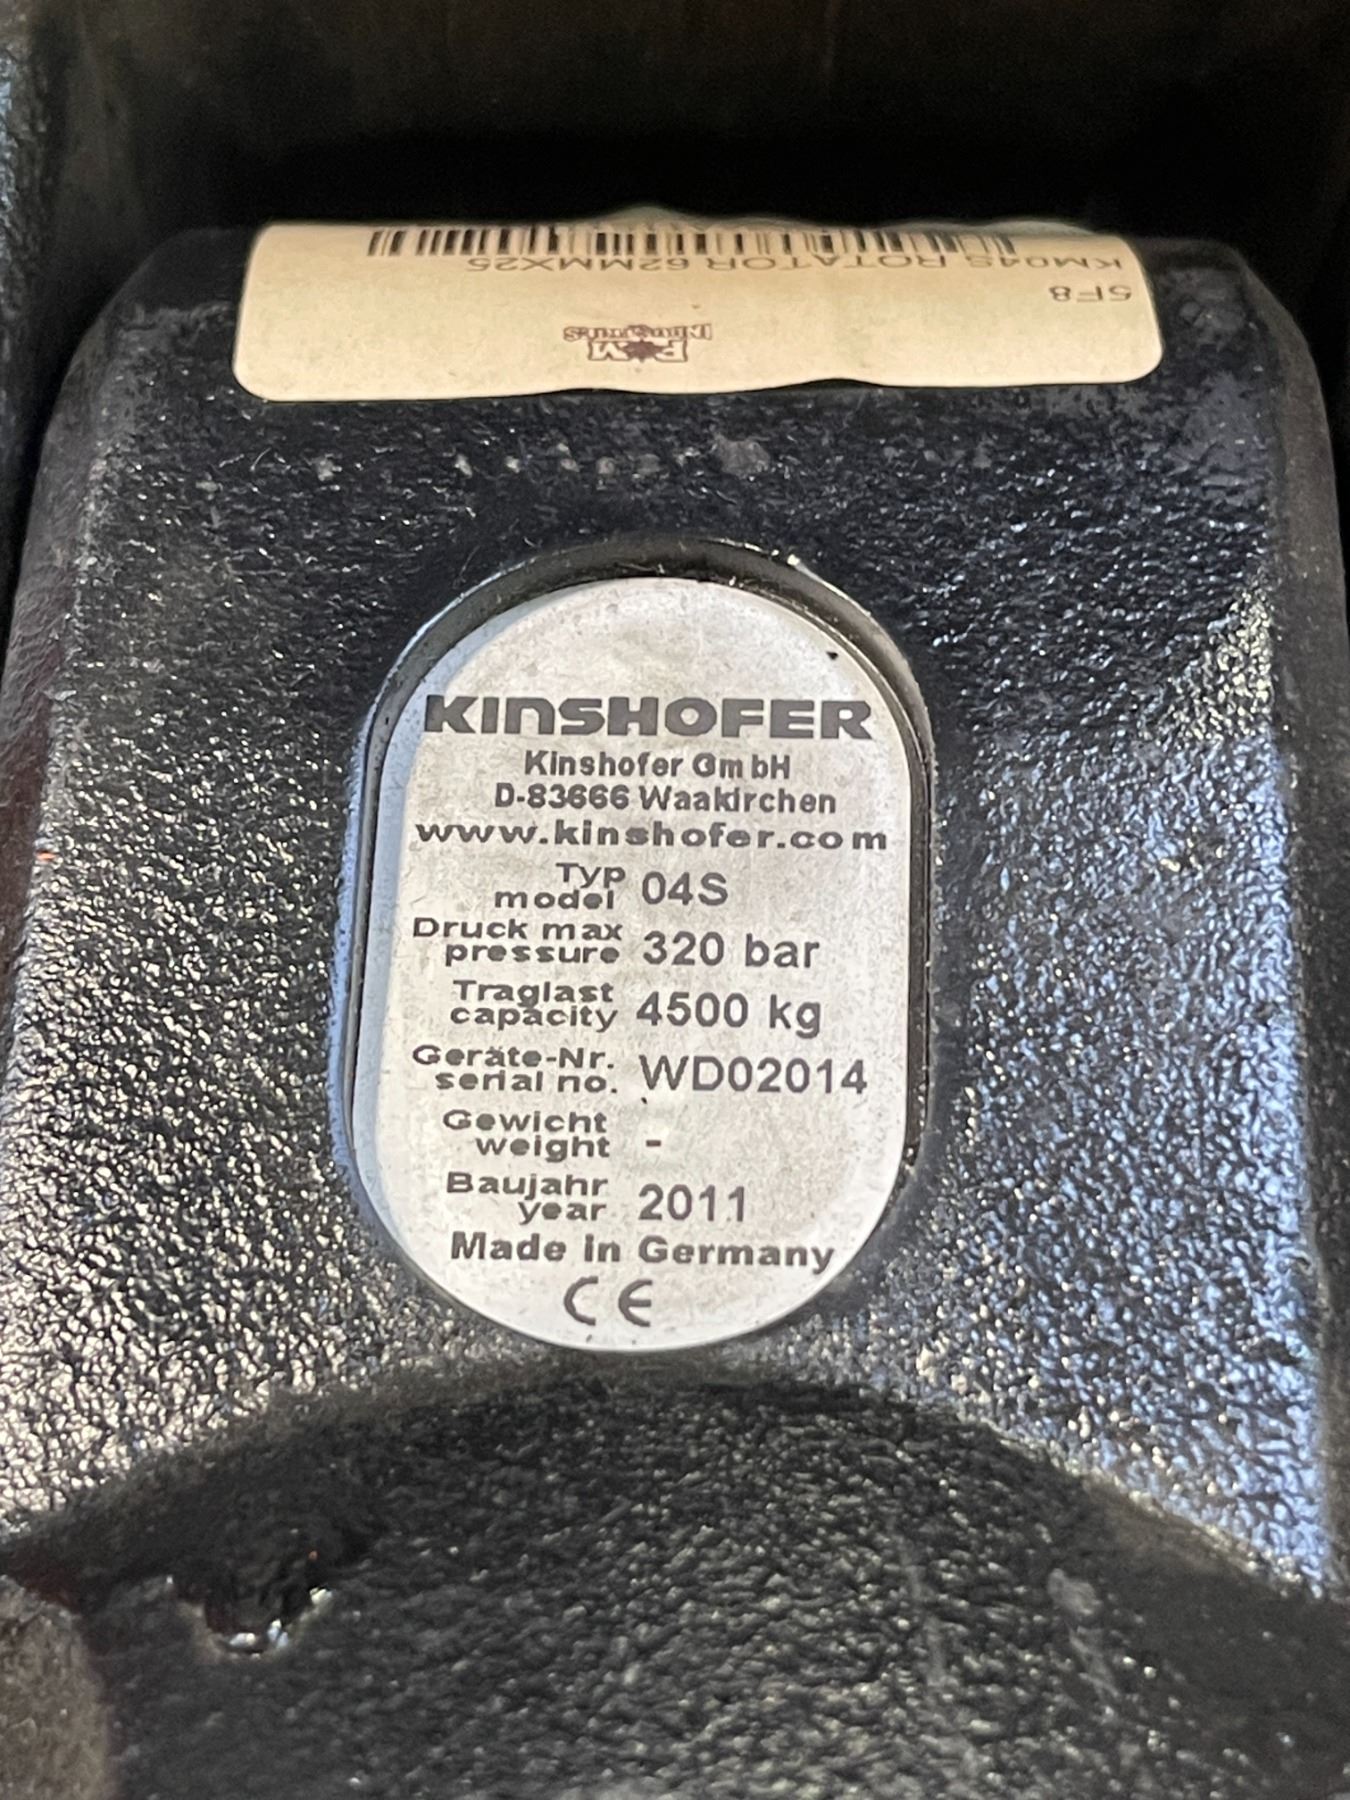 5F8
KM04S ROTATOR 62MMX25
KINSHOFER
Kinshofer GmbH
D-83666 Waakirchen
www.kinshofer.com
Typ
model 04S
Druck max
pressure 320 bar
Traglast
capacity 4500 kg
Geräte-Nr.
serial no. WD02014
Gewicht
weight -
Baujahr
year 2011
Made in Germany
CE